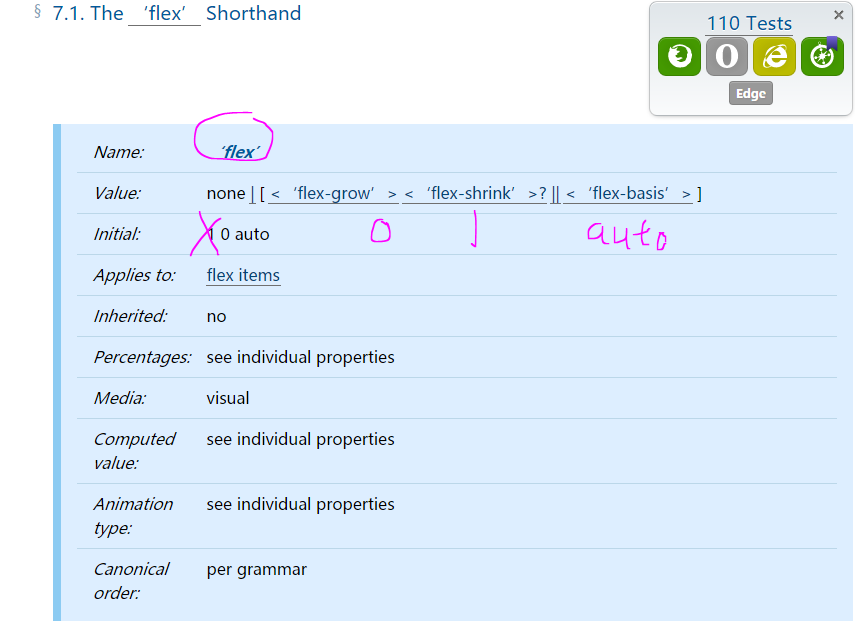 § 7.1. The ‘flex’ Shorthand
110 Tests
Edge
Name: ‘flex’
Value: none | [ < ‘flex-grow’ > < ‘flex-shrink’ >? || < ‘flex-basis’ > ]
0 1 auto
Initial: 0 auto
Applies to: flex items
Inherited: no
Percentages: see individual properties
Media: visual
Computed see individual properties
value:
Animation see individual properties
type:
Canonical per grammar
order: